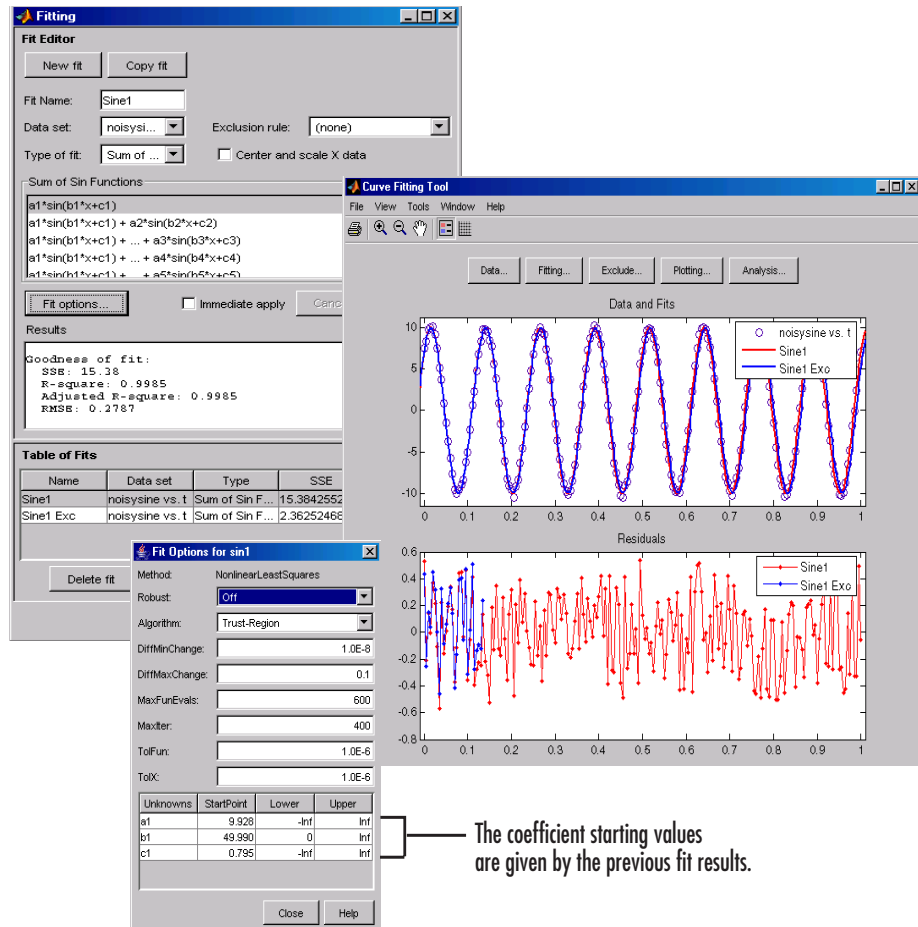 Fitting
Fit Editor
New fit Copy fit
Fit Name: Sine1
Data set: noisysi... Exclusion rule: (none)
Type of fit: Sum of ... Center and scale X data
Sum of Sin Functions
a1*sin(b1*x+c1)
a1*sin(b1*x+c1) + a2*sin(b2*x+c2)
a1*sin(b1*x+c1) + ... + a3*sin(b3*x+c3)
a1*sin(b1*x+c1) + ... + a4*sin(b4*x+c4)
a1*sin(b1*x+c1) + ... + a5*sin(b5*x+c5)
Fit options... Immediate apply Canc
Results
Goodness of fit:
SSE: 15.38
R-square: 0.9985
Adjusted R-square: 0.9985
RMSE: 0.2787
Table of Fits
Name Data set Type SSE
Sine1 noisysine vs. t Sum of Sin F... 15.3842552
Sine1 Exc noisysine vs. t Sum of Sin F... 2.36252468
Delete fit
Curve Fitting Tool
File View Tools Window Help
Data... Fitting... Exclude... Plotting... Analysis...
Data and Fits
10
5
0
-5
-10
noisysine vs. t
Sine1
Sine1 Exc
0 0.1 0.2 0.3 0.4 0.5 0.6 0.7 0.8 0.9 1
Residuals
0.6
0.4
0.2
0
-0.2
-0.4
-0.6
-0.8
Sine1
Sine1 Exc
0 0.1 0.2 0.3 0.4 0.5 0.6 0.7 0.8 0.9 1
Fit Options for sin1
Method: NonlinearLeastSquares
Robust: Off
Algorithm: Trust-Region
DiffMinChange: 1.0E-8
DiffMaxChange: 0.1
MaxFunEvals: 600
MaxIter: 400
TolFun: 1.0E-6
TolX: 1.0E-6
Unknowns StartPoint Lower Upper
a1 9.928 -Inf Inf
b1 49.990 0 Inf
c1 0.795 -Inf Inf
Close Help
The coefficient starting values
are given by the previous fit results.